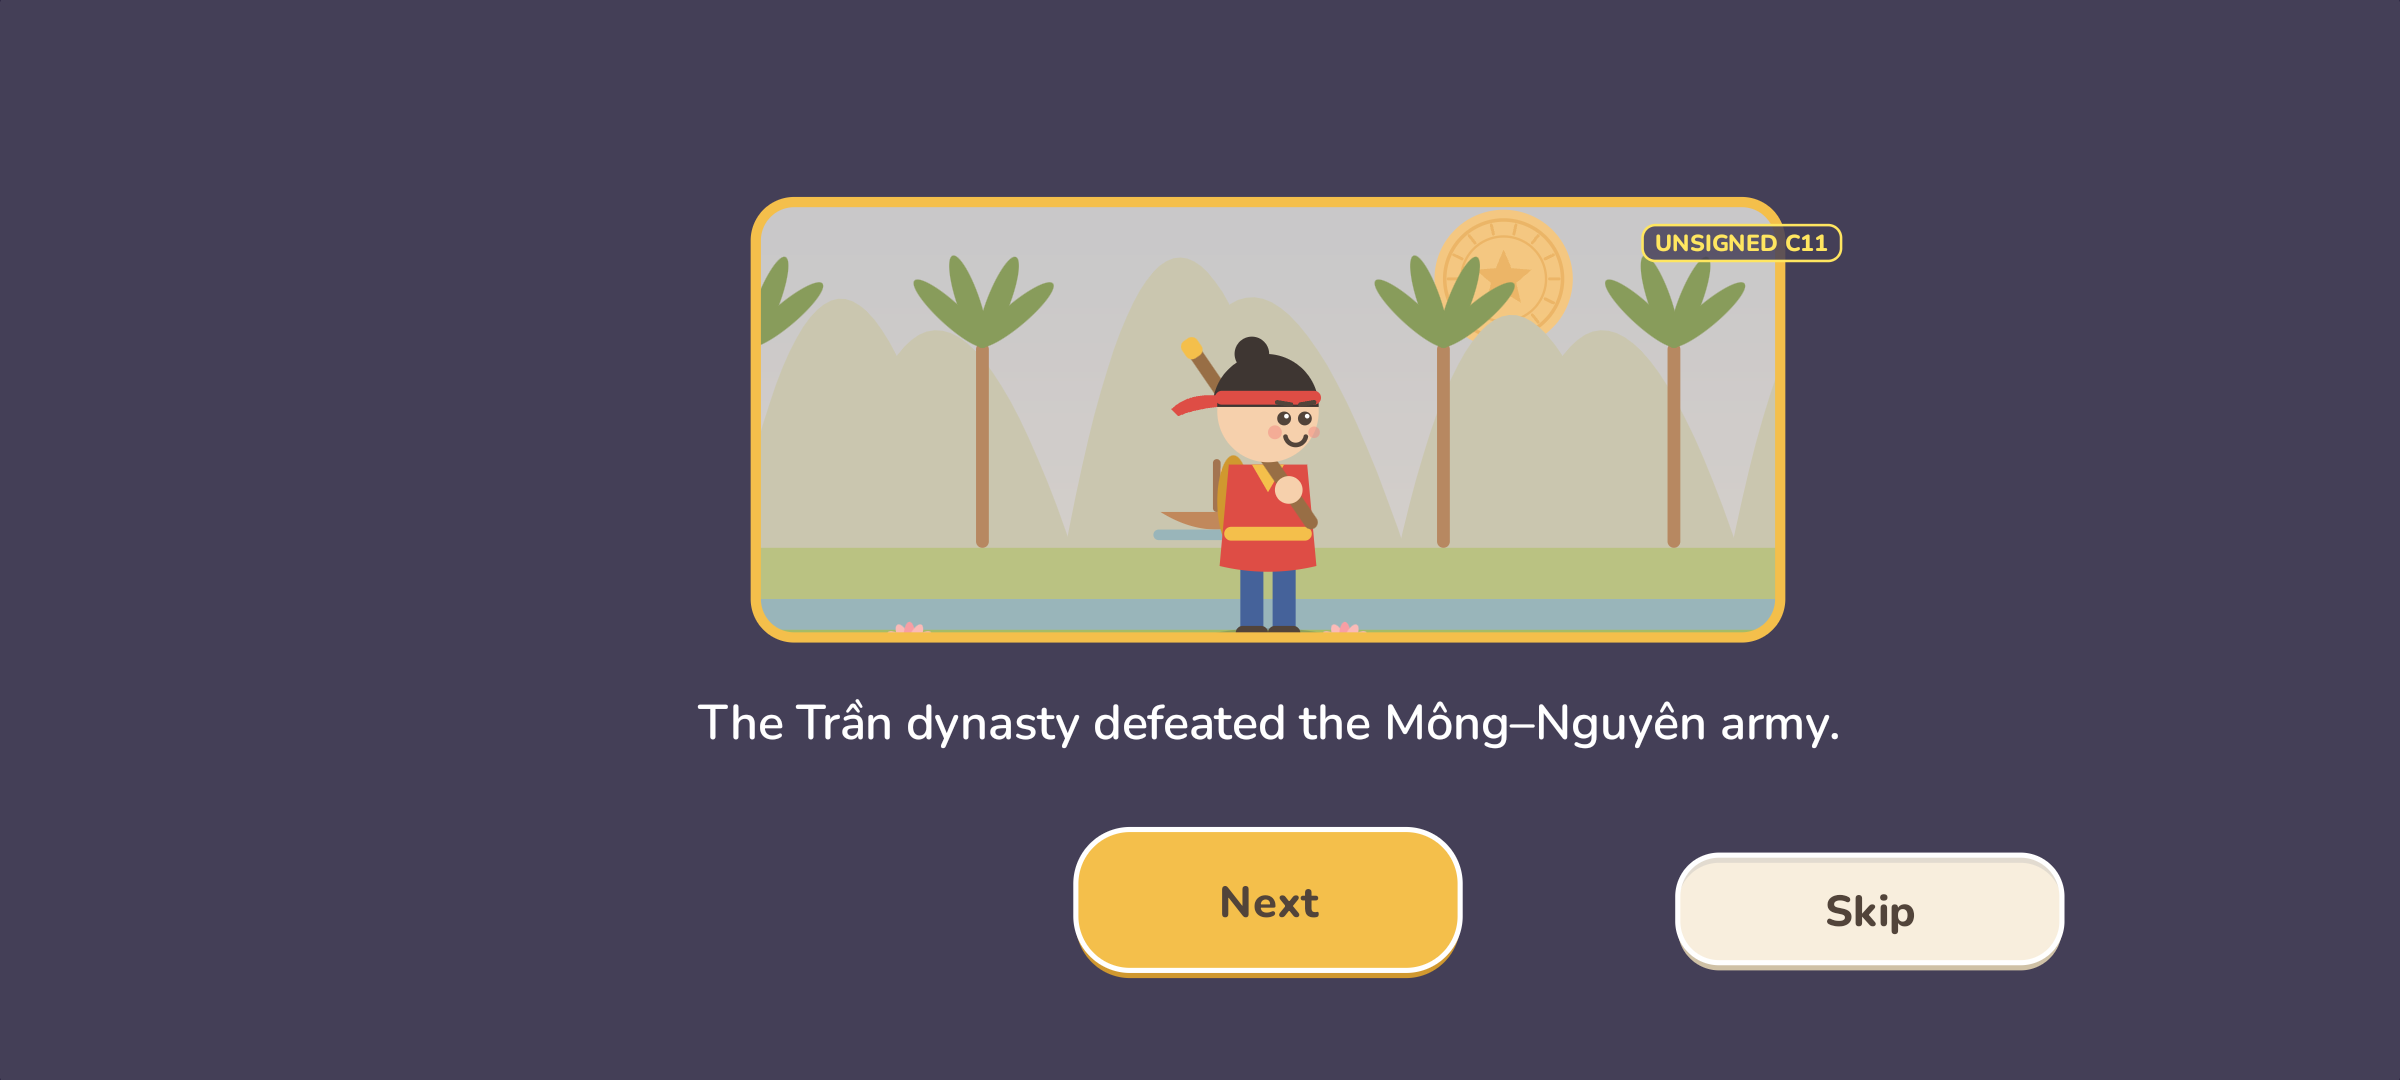 UNSIGNED C11
The Trần dynasty defeated the Mông–Nguyên army.
Next
Skip